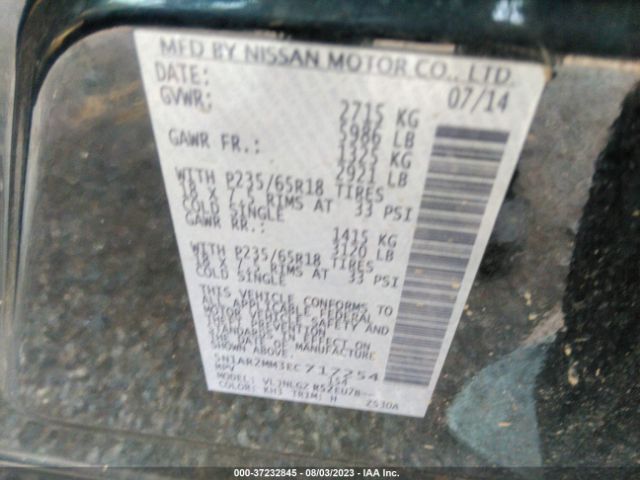 MFD BY NISSAN MOTOR CO., LTD.
DATE: 07/14
GVWR: 2715 KG
5986 LB
GAWR FR.: 1325 KG
2921 LB
WITH P235/65R18 TIRES
18 X 7.5 RIMS AT 33 PSI
COLD SINGLE
GAWR RR.: 1415 KG
3120 LB
WITH P235/65R18 TIRES
18 X 7.5 RIMS AT 33 PSI
COLD SINGLE
THIS VEHICLE CONFORMS TO
ALL APPLICABLE FEDERAL
MOTOR VEHICLE SAFETY AND
THEFT PREVENTION
STANDARDS IN EFFECT ON
THE DATE OF MANUFACTURE
SHOWN ABOVE.
5N1AR2MM3EC717254
MPV 154
MODEL:
COLOR: KH3 TRIM: H 2S30A
000-37232845 - 08/03/2023 - IAA Inc.